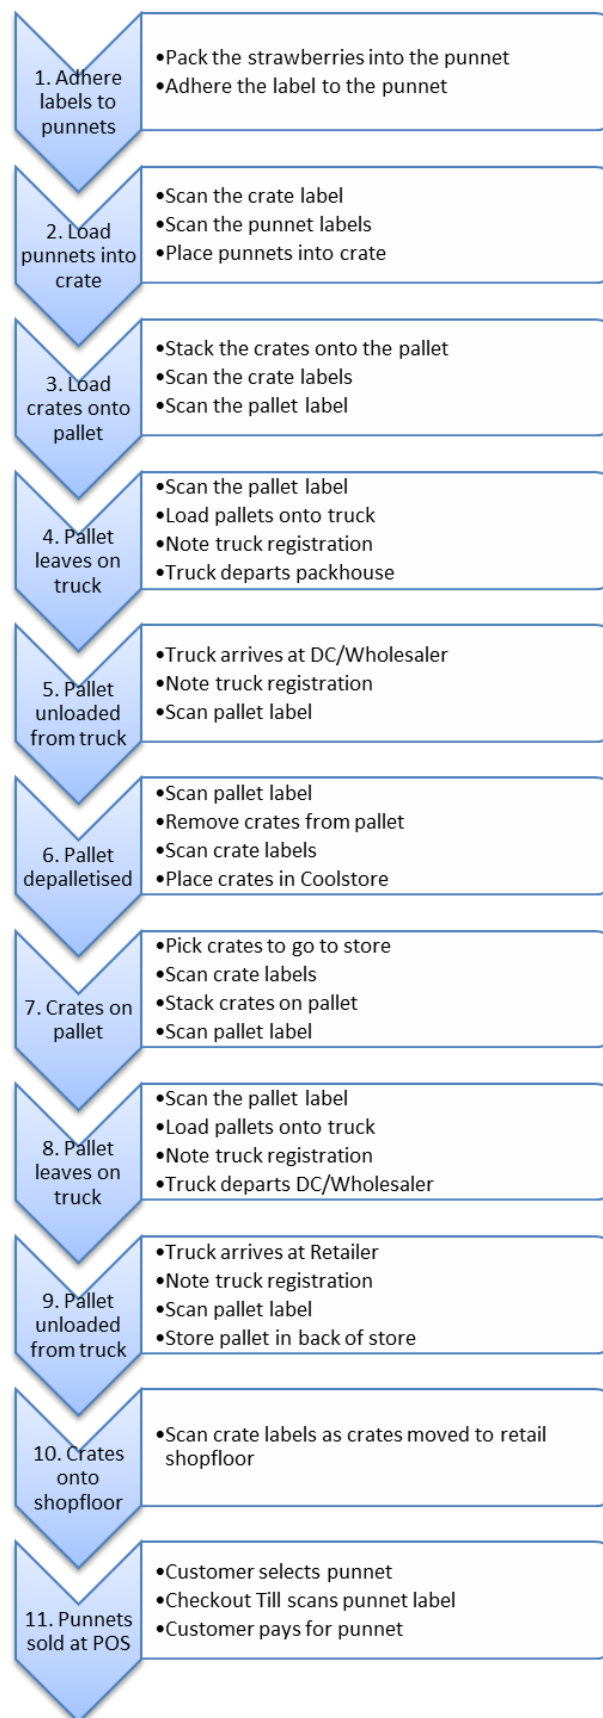 1. Adhere
labels to
punnets
•Pack the strawberries into the punnet
•Adhere the label to the punnet
2. Load
punnets into
crate
•Scan the crate label
•Scan the punnet labels
•Place punnets into crate
3. Load
crates onto
pallet
•Stack the crates onto the pallet
•Scan the crate labels
•Scan the pallet label
4. Pallet
leaves on
truck
•Scan the pallet label
•Load pallets onto truck
•Note truck registration
•Truck departs packhouse
5. Pallet
unloaded
from truck
•Truck arrives at DC/Wholesaler
•Note truck registration
•Scan pallet label
6. Pallet
depalletised
•Scan pallet label
•Remove crates from pallet
•Scan crate labels
•Place crates in Coolstore
7. Crates on
pallet
•Pick crates to go to store
•Scan crate labels
•Stack crates on pallet
•Scan pallet label
8. Pallet
leaves on
truck
•Scan the pallet label
•Load pallets onto truck
•Note truck registration
•Truck departs DC/Wholesaler
9. Pallet
unloaded
from truck
•Truck arrives at Retailer
•Note truck registration
•Scan pallet label
•Store pallet in back of store
10. Crates
onto
shopfloor
•Scan crate labels as crates moved to retail
shopfloor
11. Punnets
sold at POS
•Customer selects punnet
•Checkout Till scans punnet label
•Customer pays for punnet